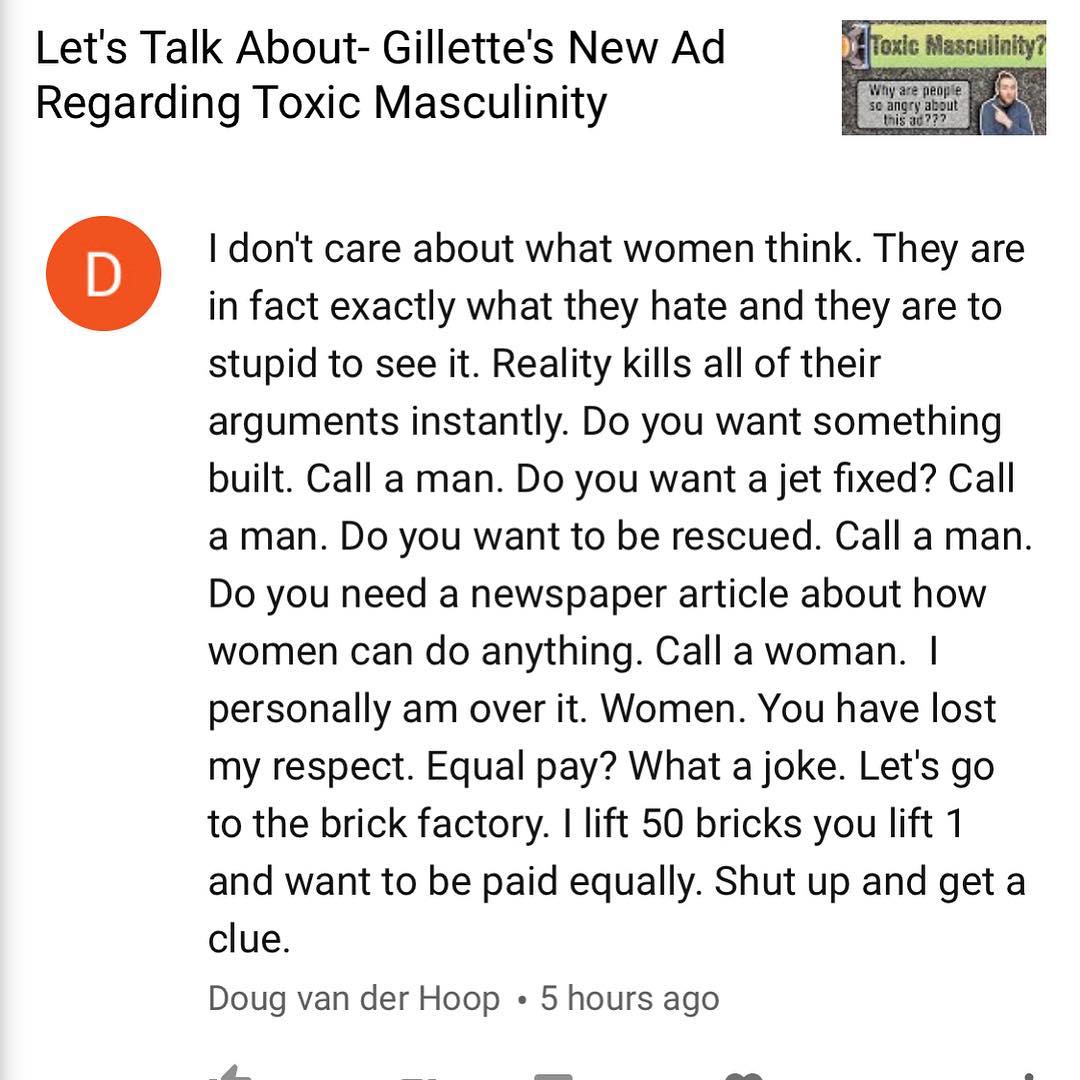 Let's Talk About- Gillette's New Ad
Regarding Toxic Masculinity
Toxic Masculinity?
Why are people
so angry about
this ad???
D
I don't care about what women think. They are
in fact exactly what they hate and they are to
stupid to see it. Reality kills all of their
arguments instantly. Do you want something
built. Call a man. Do you want a jet fixed? Call
a man. Do you want to be rescued. Call a man.
Do you need a newspaper article about how
women can do anything. Call a woman.  I
personally am over it. Women. You have lost
my respect. Equal pay? What a joke. Let's go
to the brick factory. I lift 50 bricks you lift 1
and want to be paid equally. Shut up and get a
clue.
Doug van der Hoop • 5 hours ago